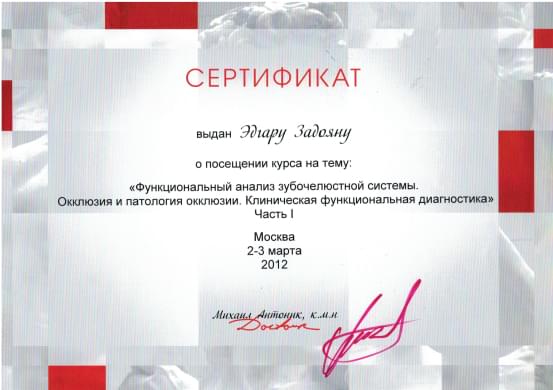 СЕРТИФИКАТ
выдан Эдгару Задояну
о посещении курса на тему:
«Функциональный анализ зубочелюстной системы.
Окклюзия и патология окклюзии. Клиническая функциональная диагностика»
Часть I
Москва
2-3 марта
2012
Михаил Антоник, к.м.н